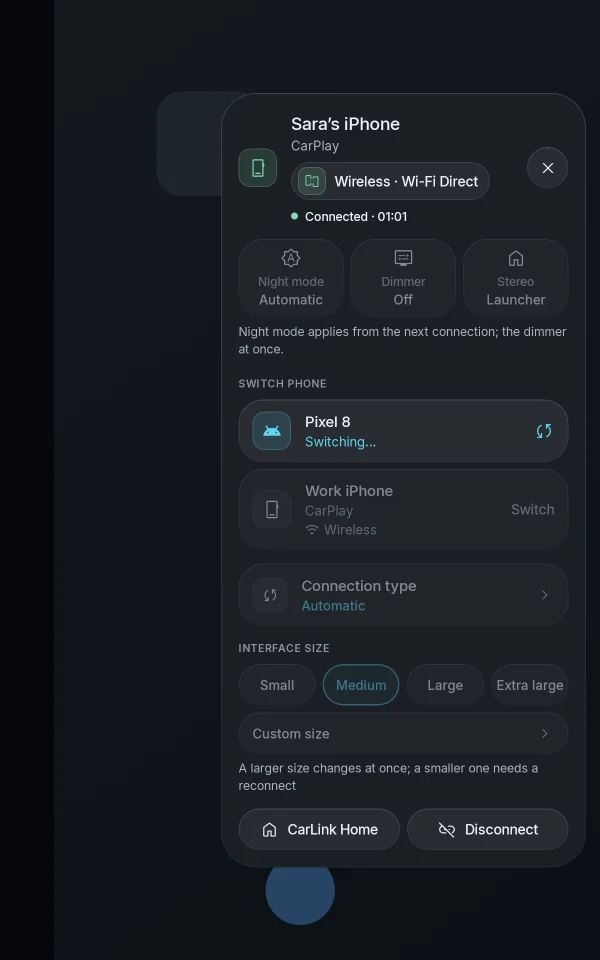 Sara's iPhone
CarPlay
Wireless · Wi-Fi Direct
Connected · 01:01
Night mode
Automatic
Dimmer
Off
Stereo
Launcher
Night mode applies from the next connection; the dimmer
at once.
SWITCH PHONE
Pixel 8
Switching…
Work iPhone
CarPlay
Wireless
Switch
Connection type
Automatic
INTERFACE SIZE
Small
Medium
Large
Extra large
Custom size
A larger size changes at once; a smaller one needs a
reconnect
CarLink Home
Disconnect